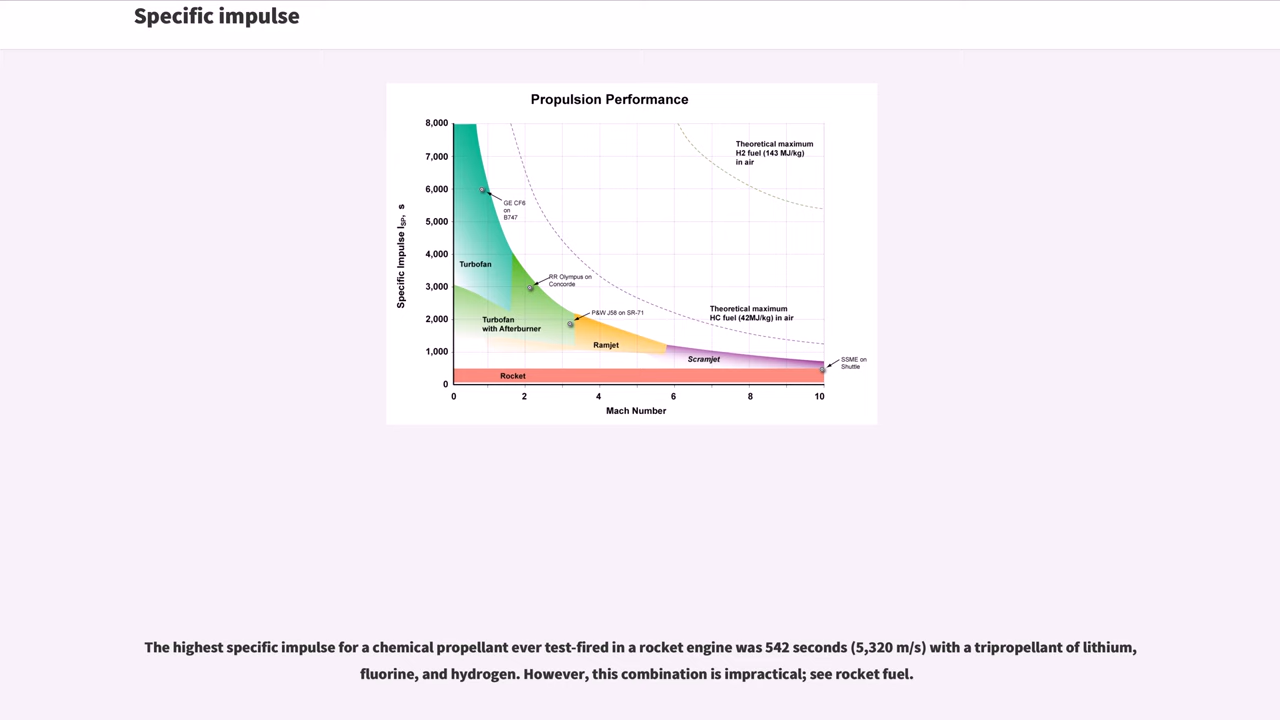 Specific impulse
Propulsion Performance
8,000
7,000
6,000
5,000
4,000
3,000
2,000
1,000
0
Specific Impulse ISP, s
Theoretical maximum
H2 fuel (143 MJ/kg)
in air
GE CF6
on
B747
Turbofan
RR Olympus on
Concorde
P&W J58 on SR-71
Theoretical maximum
HC fuel (42MJ/kg) in air
Turbofan
with Afterburner
Ramjet
Scramjet
SSME on
Shuttle
Rocket
0 2 4 6 8 10
Mach Number
The highest specific impulse for a chemical propellant ever test-fired in a rocket engine was 542 seconds (5,320 m/s) with a tripropellant of lithium,
fluorine, and hydrogen. However, this combination is impractical; see rocket fuel.